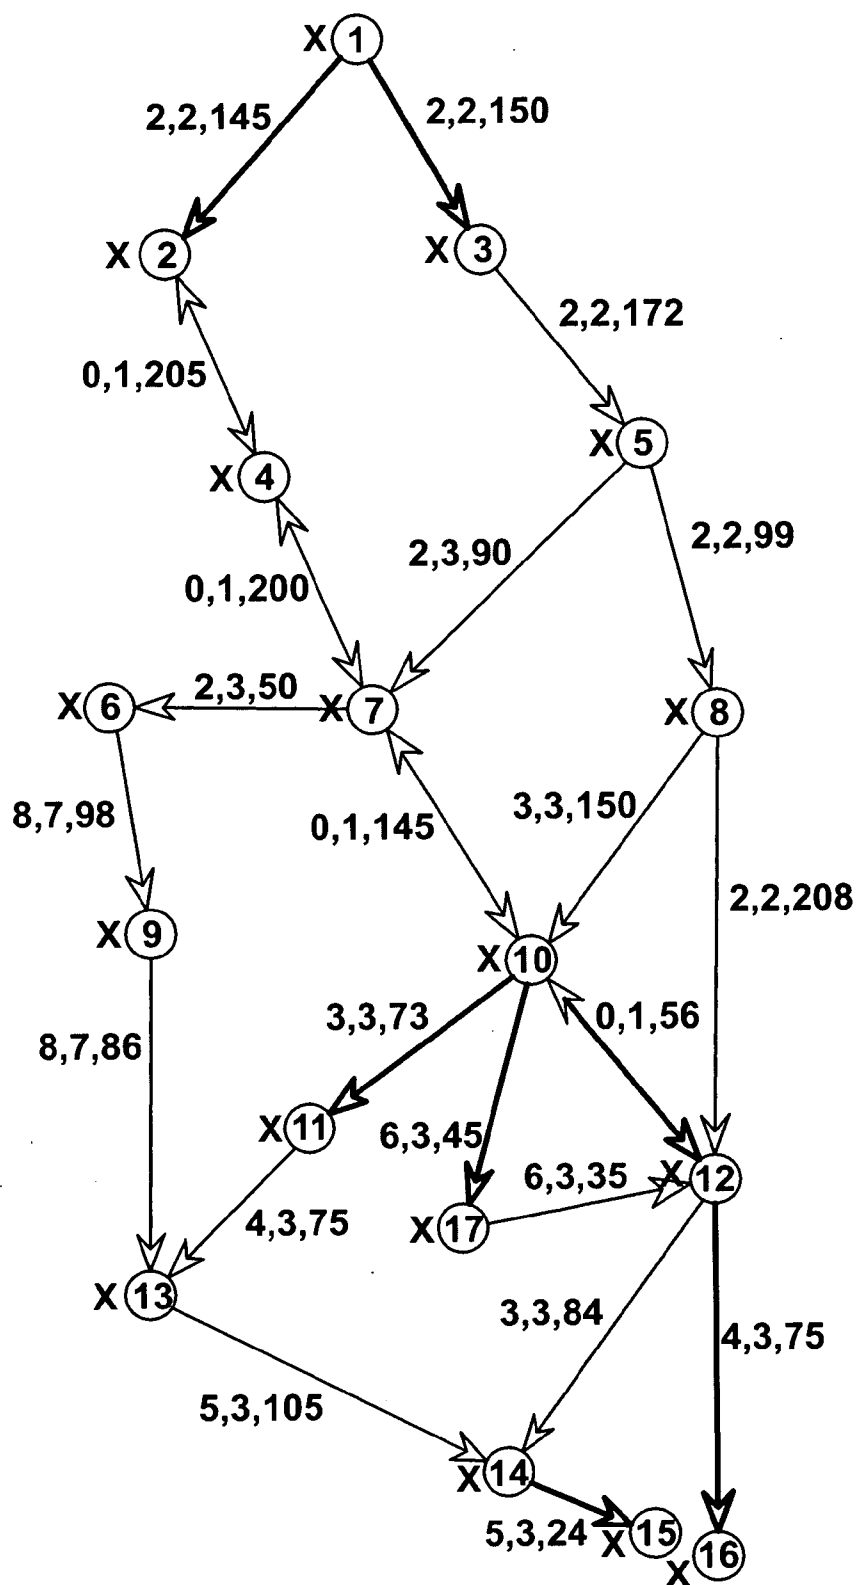 X 1
2,2,145 2,2,150
X 2 X 3
2,2,172
0,1,205
X 5
X 4
2,2,99
2,3,90
0,1,200
2,3,50
X 6 X 7 X 8
3,3,150
8,7,98
0,1,145
2,2,208
X 9
X 10
3,3,73 0,1,56
8,7,86
X 11
6,3,45
6,3,35 X 12
4,3,75 X 17
X 13
3,3,84
4,3,75
5,3,105
X 14
5,3,24 X 15
X 16